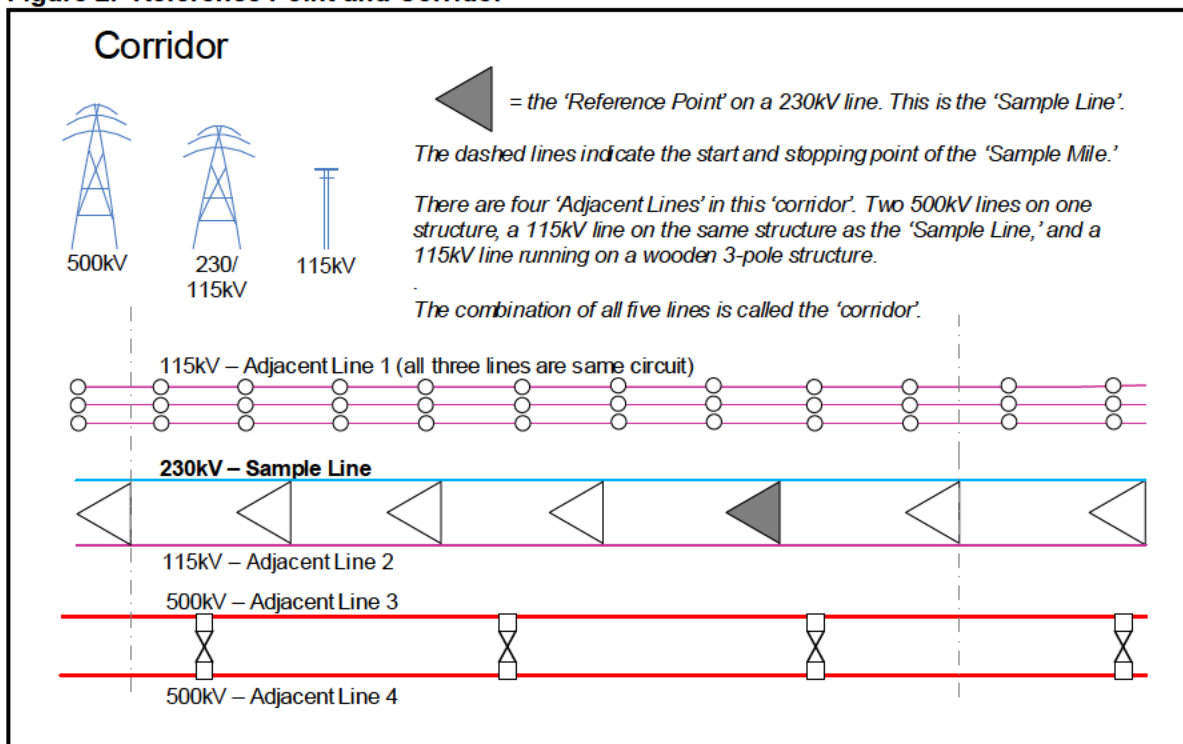 Corridor
= the 'Reference Point' on a 230kV line. This is the 'Sample Line'.
The dashed lines indicate the start and stopping point of the 'Sample Mile.'
There are four 'Adjacent Lines' in this 'corridor'. Two 500kV lines on one
structure, a 115kV line on the same structure as the 'Sample Line,' and a
115kV line running on a wooden 3-pole structure.
.
The combination of all five lines is called the 'corridor'.
500kV
230/
115kV
115kV
115kV – Adjacent Line 1 (all three lines are same circuit)
230kV – Sample Line
115kV – Adjacent Line 2
500kV – Adjacent Line 3
500kV – Adjacent Line 4